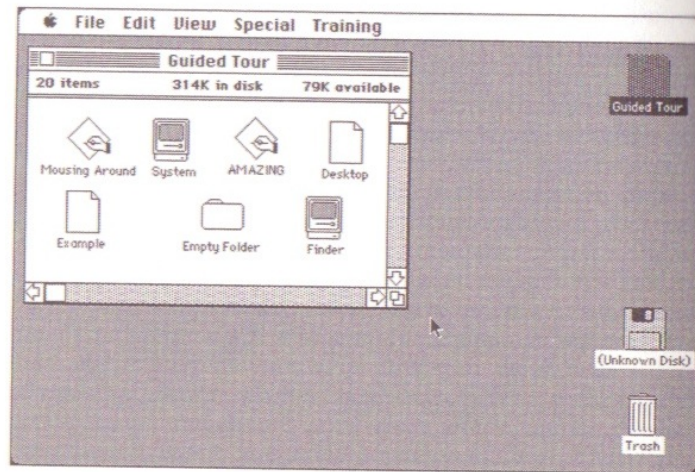 File Edit View Special Training
Guided Tour
20 items 314K in disk 79K available
Mousing Around System AMAZING Desktop
Example Empty Folder Finder
Guided Tour
(Unknown Disk)
Trash